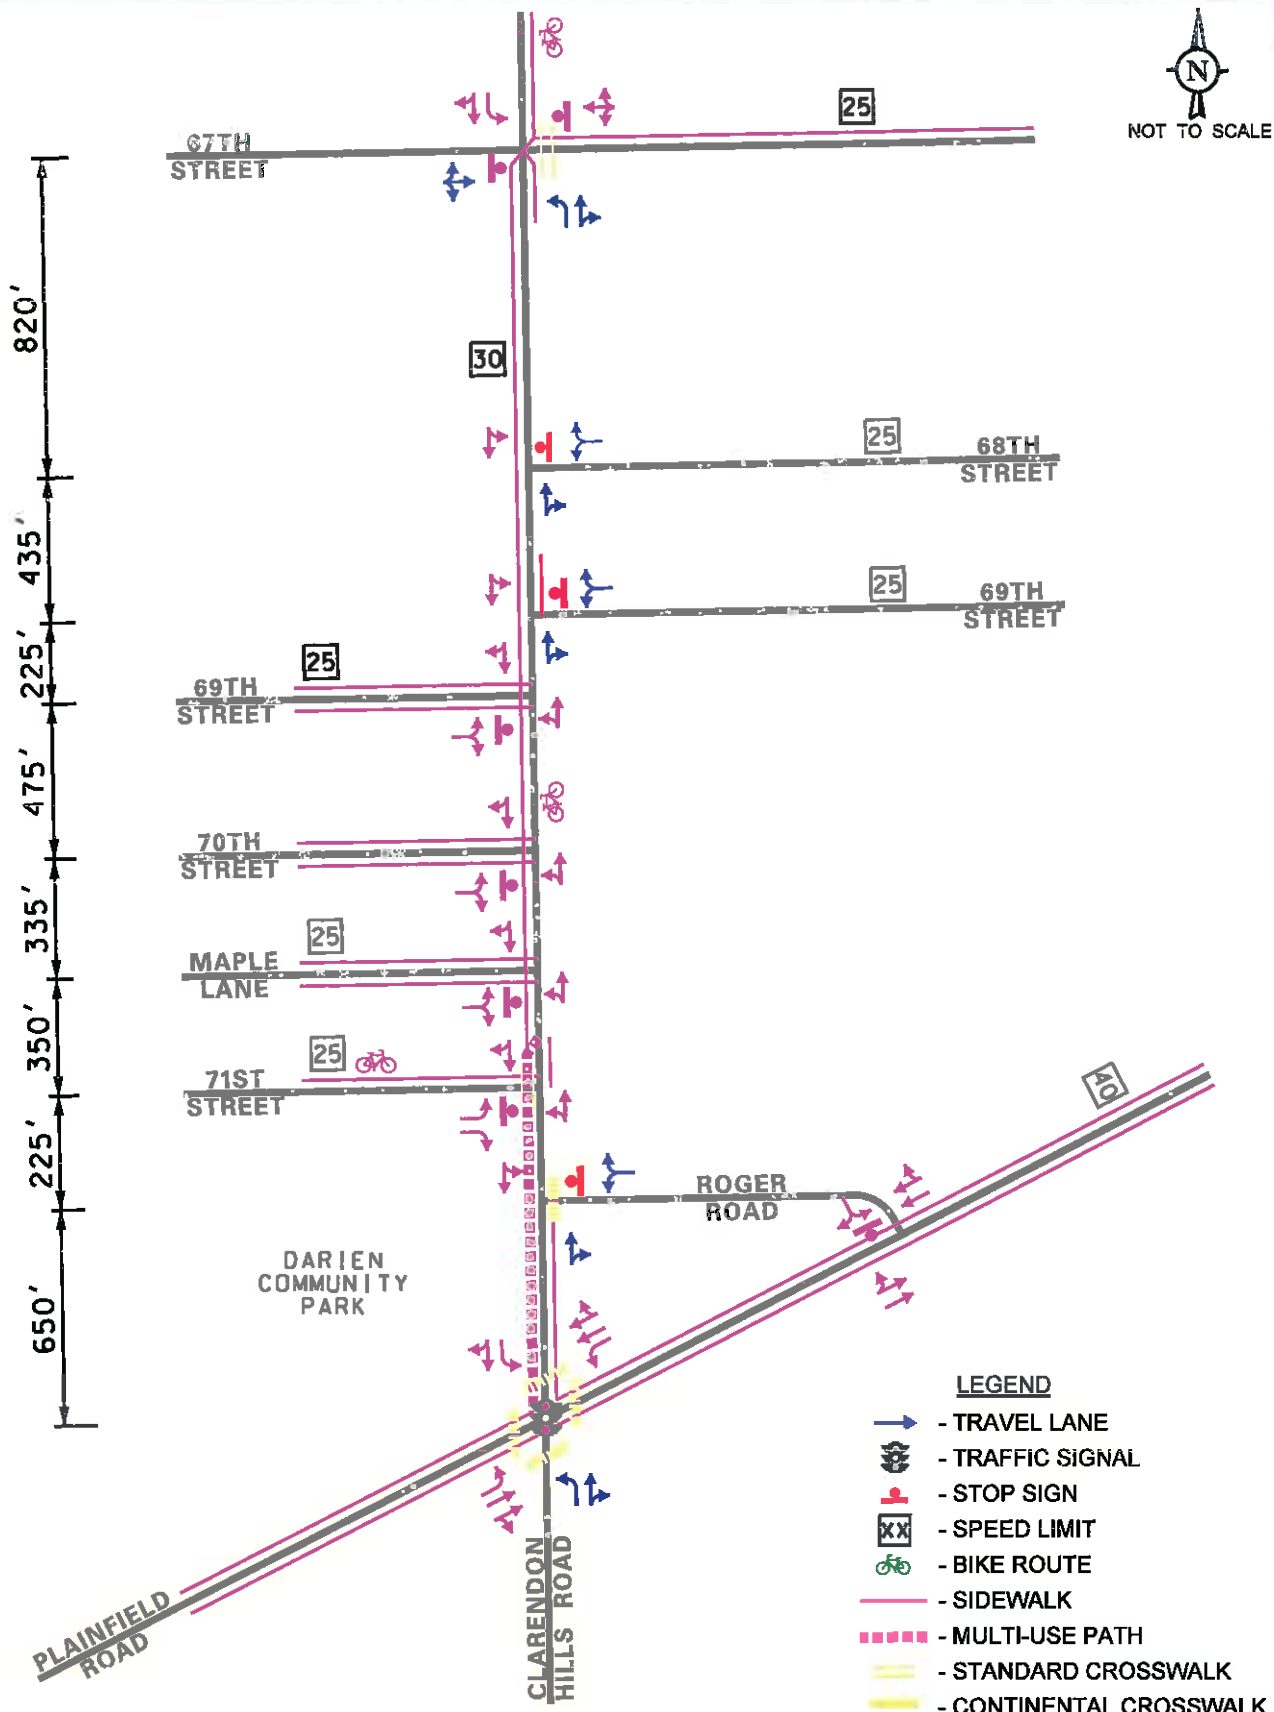 N
NOT TO SCALE
25
67TH
STREET
820'
30
25
68TH
STREET
435'
25
69TH
STREET
225'
25
69TH
STREET
475'
70TH
STREET
335'
25
MAPLE
LANE
350'
25
71ST
STREET
40
225'
ROGER
ROAD
DARIEN
COMMUNITY
PARK
650'
PLAINFIELD
ROAD
CLARENDON
HILLS ROAD
LEGEND
- TRAVEL LANE
- TRAFFIC SIGNAL
- STOP SIGN
XX - SPEED LIMIT
- BIKE ROUTE
- SIDEWALK
- MULTI-USE PATH
- STANDARD CROSSWALK
- CONTINENTAL CROSSWALK